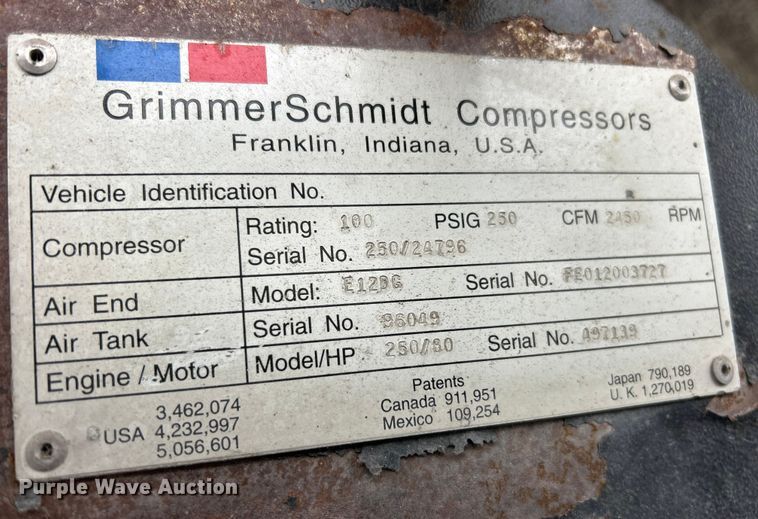 GrimmerSchmidt Compressors
Franklin, Indiana, U.S.A.
Vehicle Identification No.
Compressor
Rating: 100 PSIG 250 CFM 2450 RPM
Serial No. 250/24796
Air End
Model: Serial No. FE012003727
Air Tank
Serial No. 86049
Engine / Motor
Model/HP 250/80 Serial No. A97139
Patents
USA 3,462,074
4,232,997
5,056,601
Canada 911,951
Mexico 109,254
Japan 790,189
U. K. 1,270,019
Purple Wave Auction